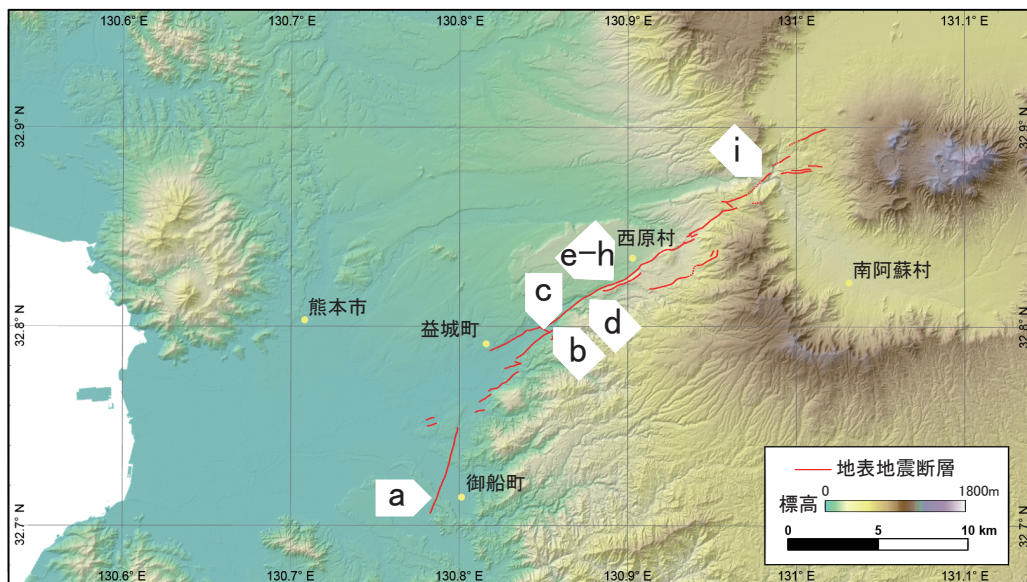 130.6° E
130.7° E
130.8° E
130.9° E
131° E
131.1° E
32.9° N
32.9° N
i
西原村
e－h
南阿蘇村
c
熊本市
益城町
d
32.8° N
32.8° N
b
地表地震断層
標高
0
1800m
御船町
a
0
5
10 km
32.7° N
32.7° N
130.6° E
130.7° E
130.8° E
130.9° E
131° E
131.1° E